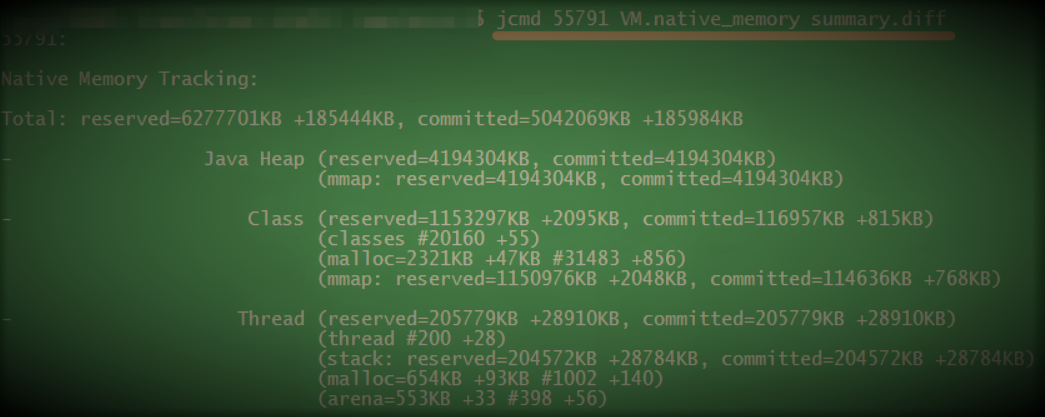 $ jcmd 55791 VM.native_memory summary.diff
55791:
Native Memory Tracking:
Total: reserved=6277701KB +185444KB, committed=5042069KB +185984KB
- Java Heap (reserved=4194304KB, committed=4194304KB)
(mmap: reserved=4194304KB, committed=4194304KB)
- Class (reserved=1153297KB +2095KB, committed=116957KB +815KB)
(classes #20160 +55)
(malloc=2321KB +47KB #31483 +856)
(mmap: reserved=1150976KB +2048KB, committed=114636KB +768KB)
- Thread (reserved=205779KB +28910KB, committed=205779KB +28910KB)
(thread #200 +28)
(stack: reserved=204572KB +28784KB, committed=204572KB +28784KB)
(malloc=654KB +93KB #1002 +140)
(arena=553KB +33 #398 +56)